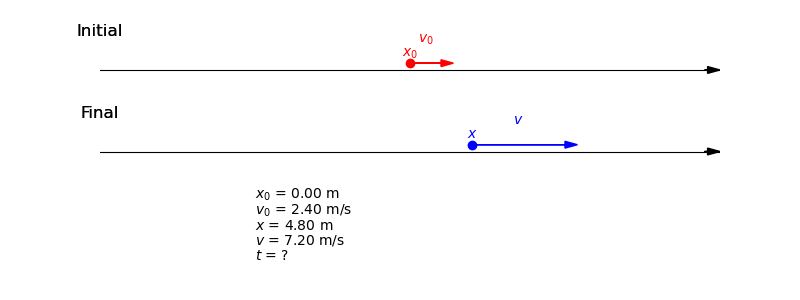 Initial
v₀
x₀
Final
v
x
x₀ = 0.00 m
v₀ = 2.40 m/s
x = 4.80 m
v = 7.20 m/s
t = ?